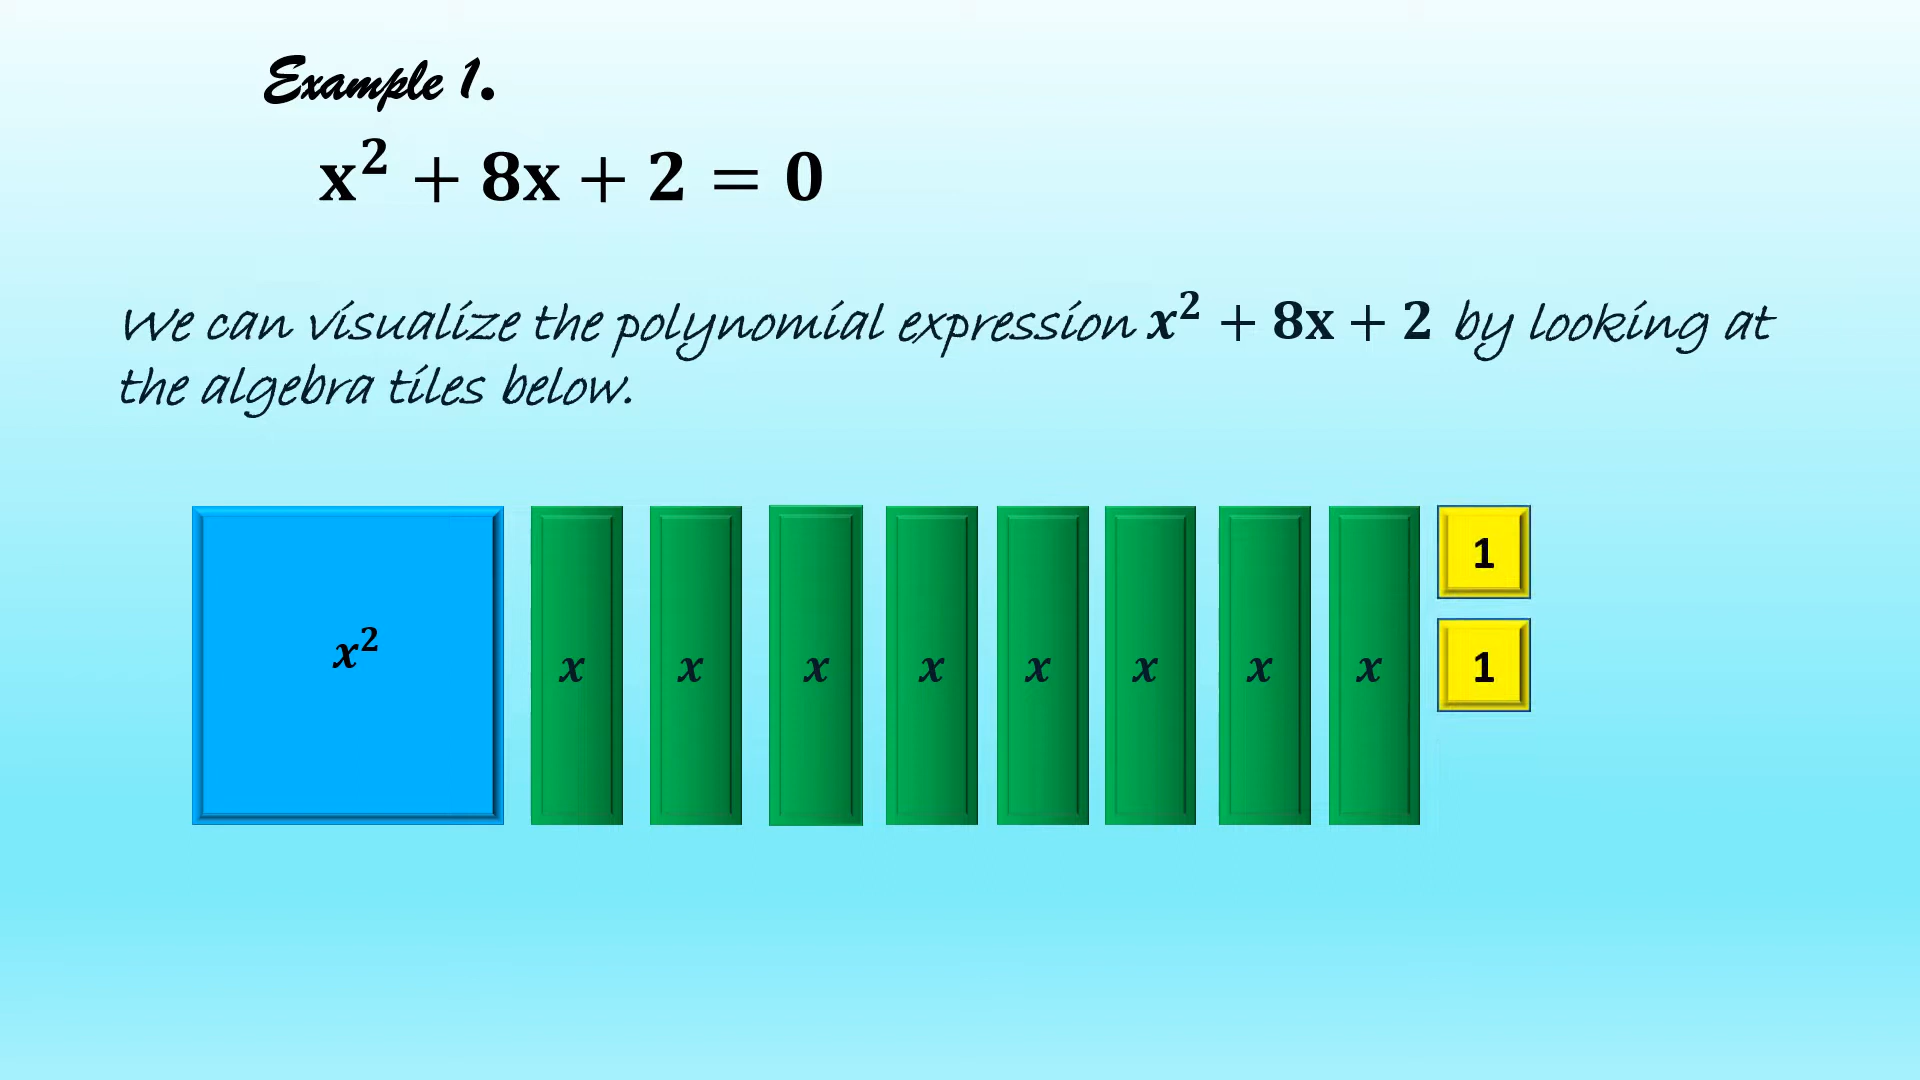 Example 1.
x² + 8x + 2 = 0
We can visualize the polynomial expression x² + 8x + 2 by looking at
the algebra tiles below.
x² x x x x x x x x 1
1